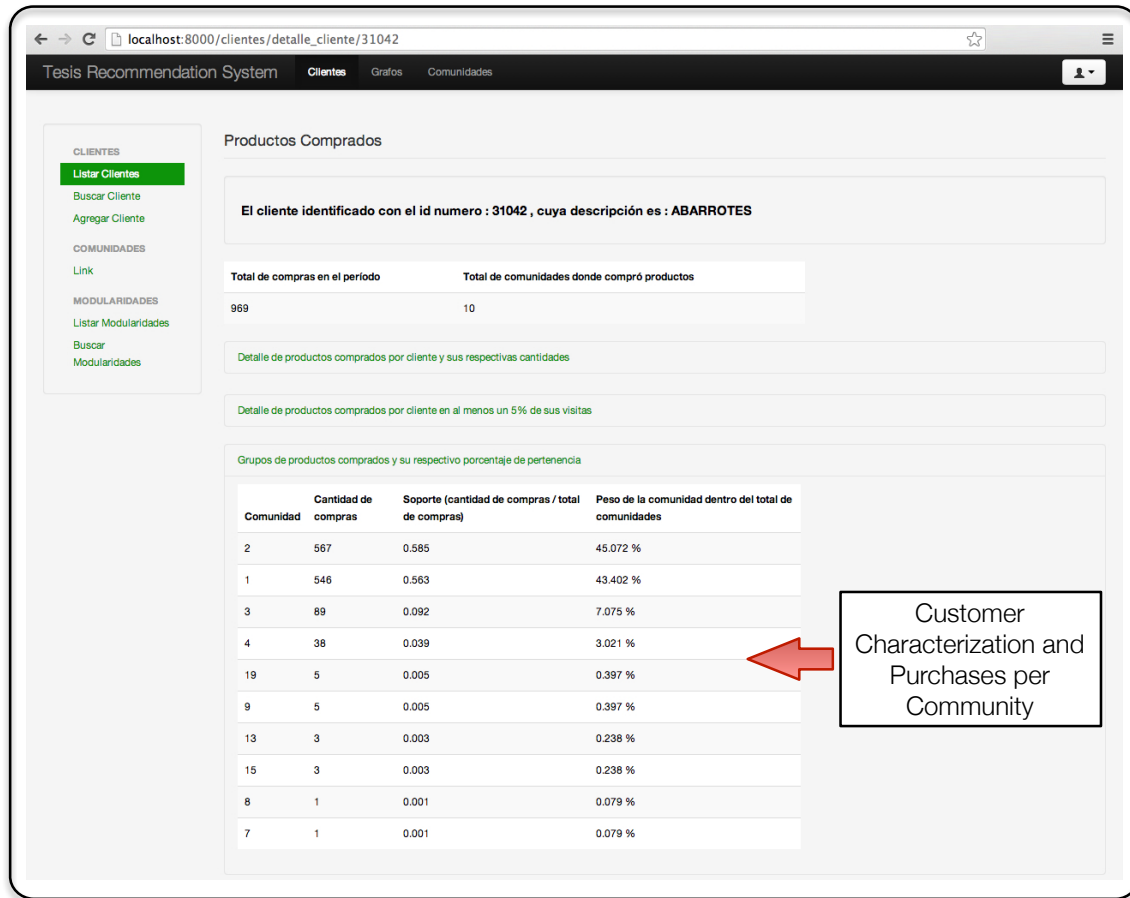 localhost:8000/clientes/detalle_cliente/31042
Tesis Recommendation System Clientes Grafos Comunidades
CLIENTES
Listar Clientes
Buscar Cliente
Agregar Cliente
COMUNIDADES
Link
MODULARIDADES
Listar Modularidades
Buscar
Modularidades
Productos Comprados
El cliente identificado con el id numero : 31042 , cuya descripción es : ABARROTES
Total de compras en el período Total de comunidades donde compró productos
969 10
Detalle de productos comprados por cliente y sus respectivas cantidades
Detalle de productos comprados por cliente en al menos un 5% de sus visitas
Grupos de productos comprados y su respectivo porcentaje de pertenencia
Cantidad de Soporte (cantidad de compras / total Peso de la comunidad dentro del total de
Comunidad compras de compras) comunidades
2 567 0.585 45.072 %
1 546 0.563 43.402 %
3 89 0.092 7.075 %
4 38 0.039 3.021 %
19 5 0.005 0.397 %
9 5 0.005 0.397 %
13 3 0.003 0.238 %
15 3 0.003 0.238 %
8 1 0.001 0.079 %
7 1 0.001 0.079 %
Customer
Characterization and
Purchases per
Community